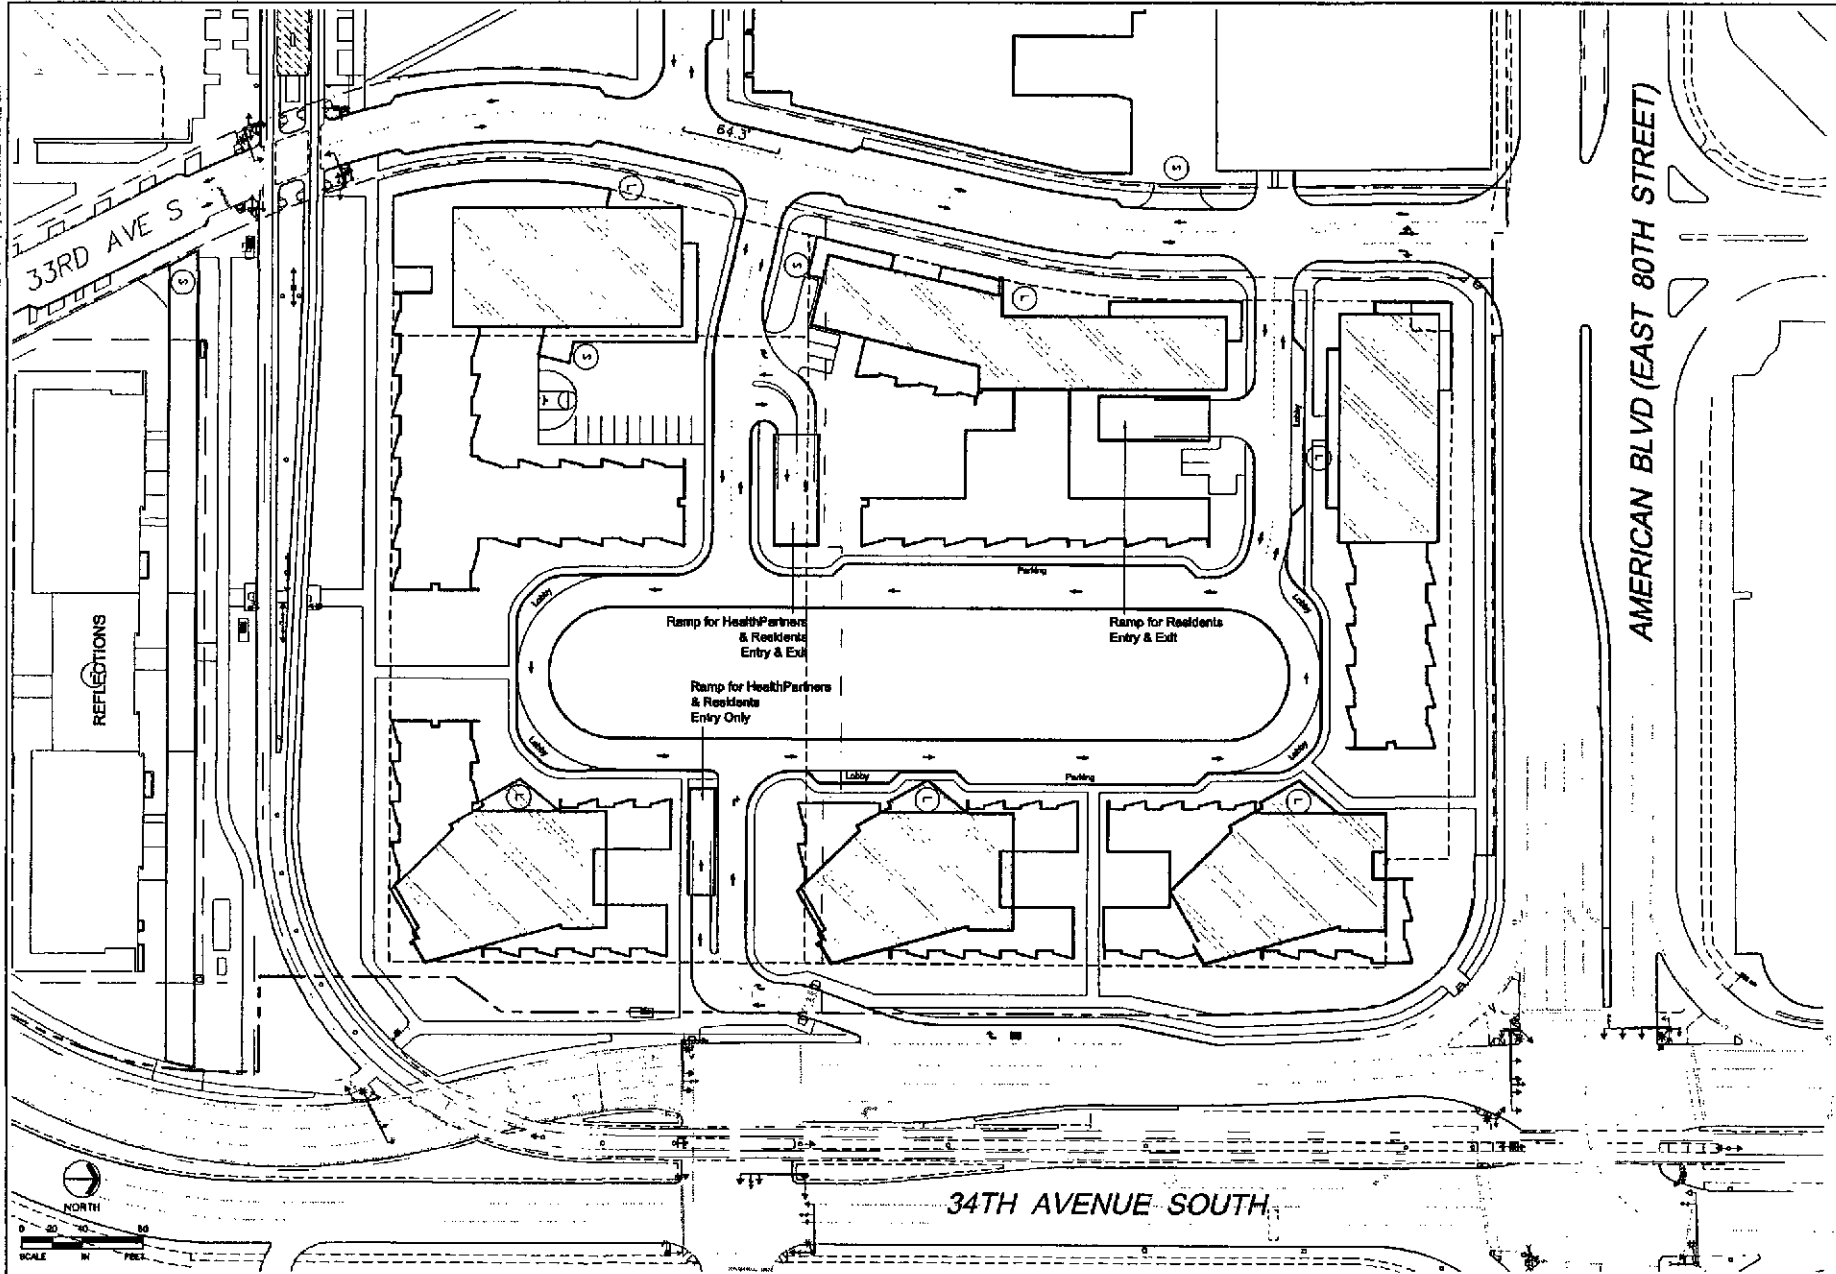 64.3'
S
33RD AVE S
L
S
S
L
S
AMERICAN BLVD (EAST 80TH STREET)
Lobby
L
Parking
Lobby
Lobby
Ramp for HealthPartners
& Residents
Entry & Exit
Ramp for Residents
Entry & Exit
REFLECTIONS
Ramp for HealthPartners
& Residents
Entry Only
Lobby
Lobby
Lobby
Parking
L
L
L
NORTH
0 20 40 80
SCALE IN FEET
34TH AVENUE SOUTH